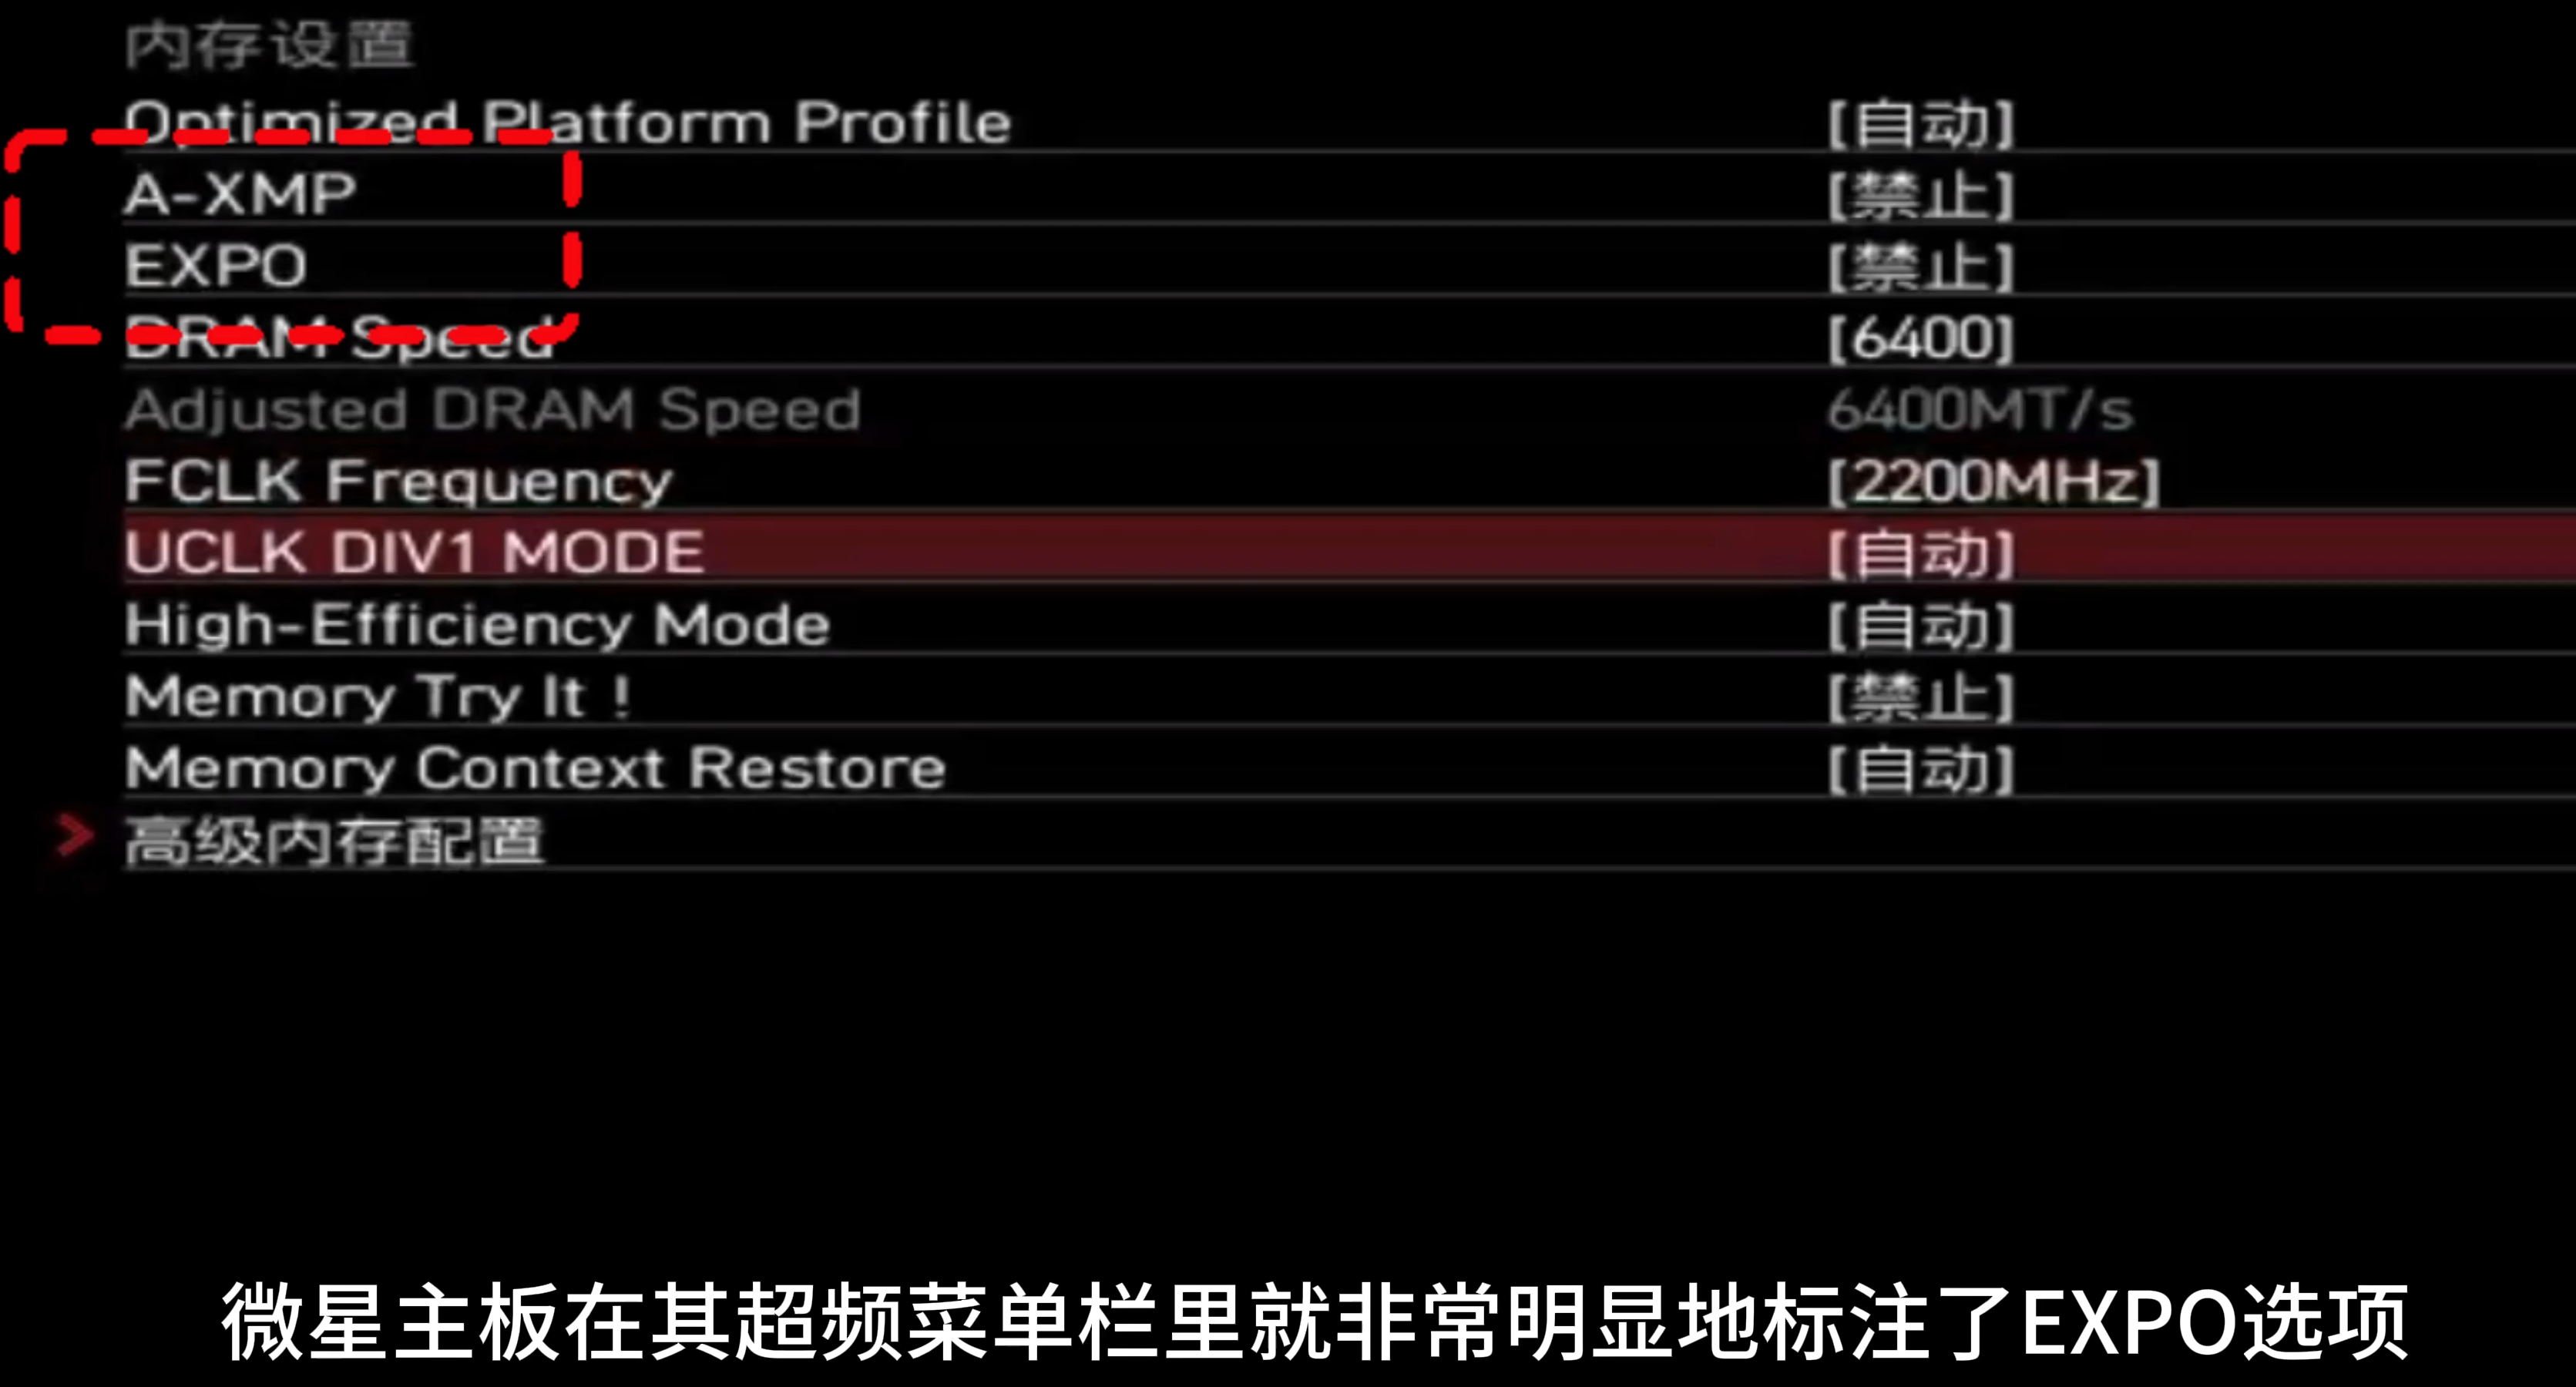 内存设置
Optimized Platform Profile [自动]
A-XMP [禁止]
EXPO [禁止]
DRAM Speed [6400]
Adjusted DRAM Speed 6400MT/s
FCLK Frequency [2200MHz]
UCLK DIV1 MODE [自动]
High-Efficiency Mode [自动]
Memory Try It ! [禁止]
Memory Context Restore [自动]
> 高级内存配置
微星主板在其超频菜单栏里就非常明显地标注了EXPO选项